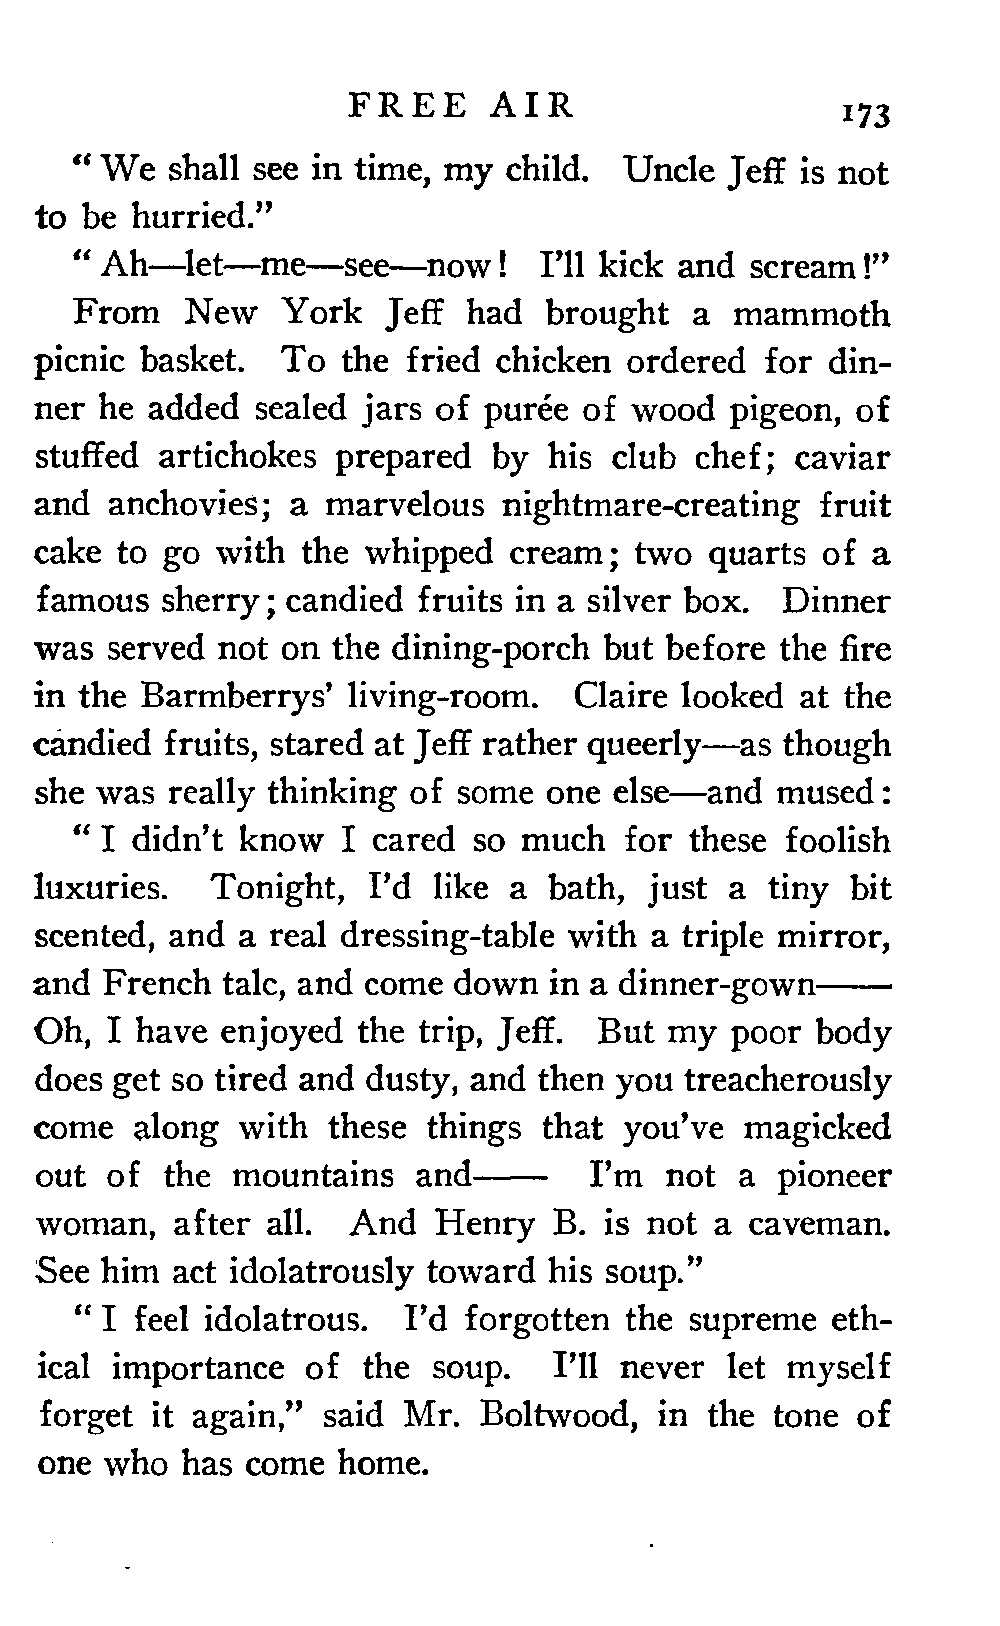 FREE AIR 173
" We shall see in time, my child. Uncle Jeff is not
to be hurried."
" Ah—let—me—see—now! I'll kick and scream!"
From New York Jeff had brought a mammoth
picnic basket. To the fried chicken ordered for din-
ner he added sealed jars of purée of wood pigeon, of
stuffed artichokes prepared by his club chef; caviar
and anchovies; a marvelous nightmare-creating fruit
cake to go with the whipped cream; two quarts of a
famous sherry; candied fruits in a silver box. Dinner
was served not on the dining-porch but before the fire
in the Barmberrys' living-room. Claire looked at the
candied fruits, stared at Jeff rather queerly—as though
she was really thinking of some one else—and mused:
" I didn't know I cared so much for these foolish
luxuries. Tonight, I'd like a bath, just a tiny bit
scented, and a real dressing-table with a triple mirror,
and French talc, and come down in a dinner-gown——
Oh, I have enjoyed the trip, Jeff. But my poor body
does get so tired and dusty, and then you treacherously
come along with these things that you've magicked
out of the mountains and—— I'm not a pioneer
woman, after all. And Henry B. is not a caveman.
See him act idolatrously toward his soup."
" I feel idolatrous. I'd forgotten the supreme eth-
ical importance of the soup. I'll never let myself
forget it again," said Mr. Boltwood, in the tone of
one who has come home.